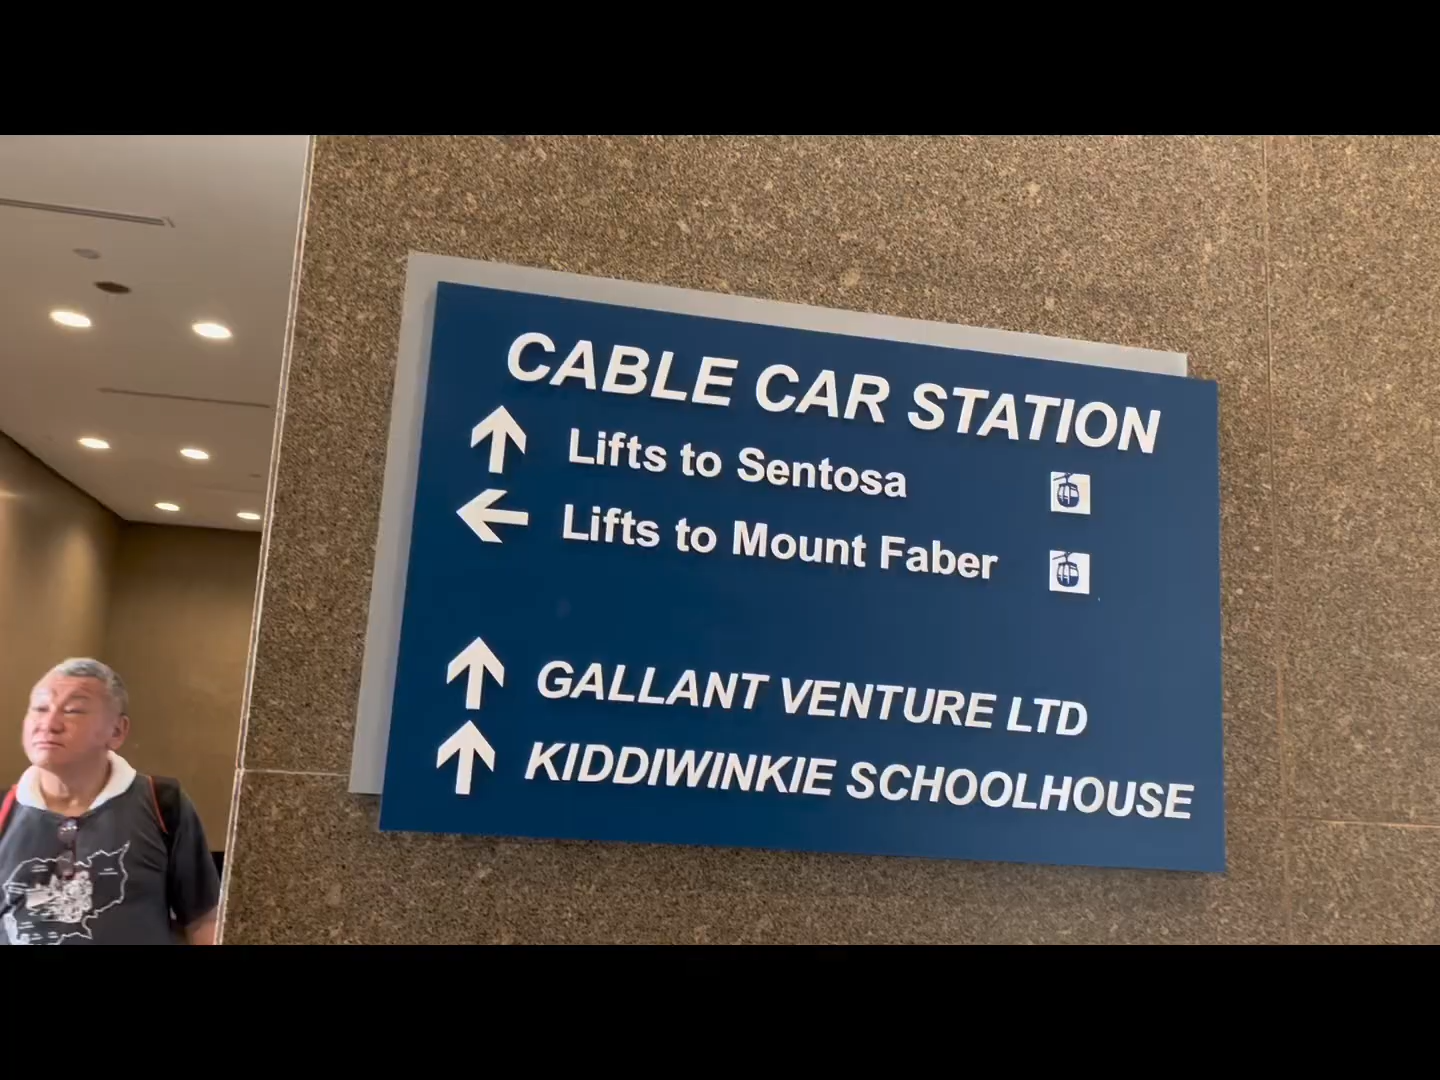 CABLE CAR STATION
Lifts to Sentosa
Lifts to Mount Faber
GALLANT VENTURE LTD
KIDDIWINKIE SCHOOLHOUSE